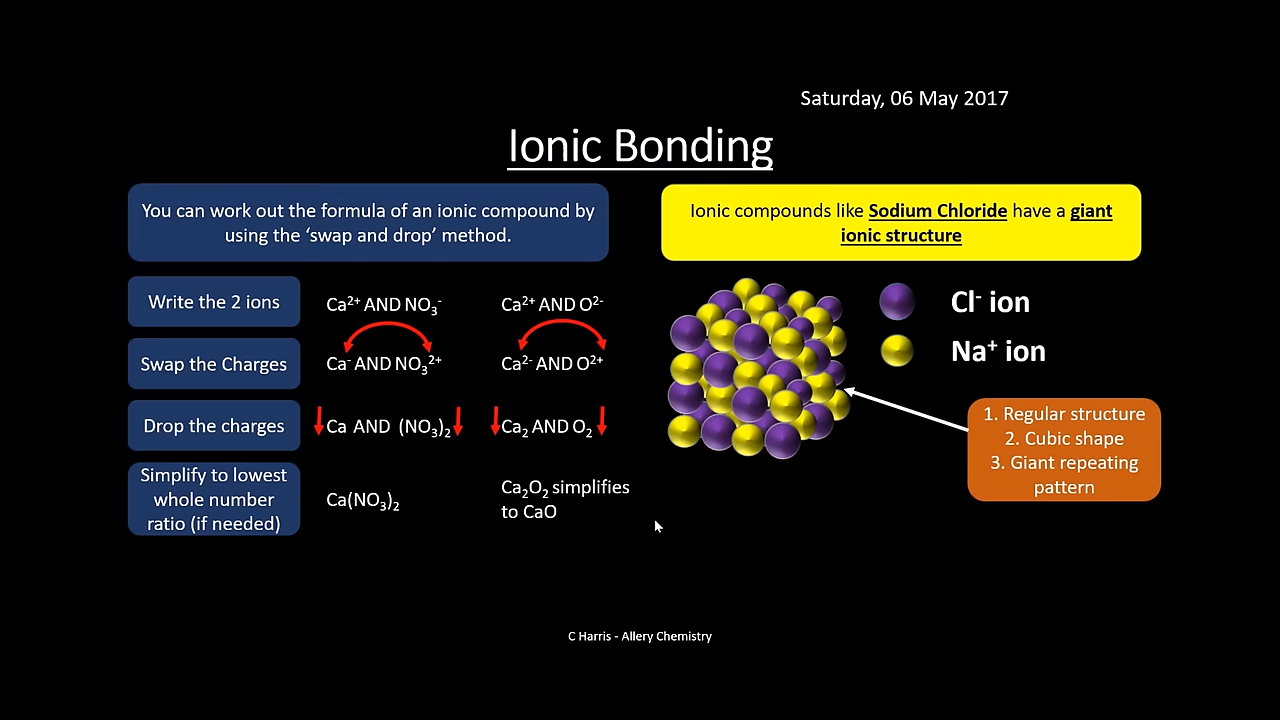 Saturday, 06 May 2017
Ionic Bonding
You can work out the formula of an ionic compound by
using the ‘swap and drop’ method.
Write the 2 ions
Ca²⁺ AND NO₃⁻
Ca²⁺ AND O²⁻
Swap the Charges
Ca⁻ AND NO₃²⁺
Ca²⁻ AND O²⁺
Drop the charges
Ca AND (NO₃)₂
Ca₂ AND O₂
Simplify to lowest
whole number
ratio (if needed)
Ca(NO₃)₂
Ca₂O₂ simplifies
to CaO
Ionic compounds like Sodium Chloride have a giant
ionic structure
Cl⁻ ion
Na⁺ ion
1. Regular structure
2. Cubic shape
3. Giant repeating
pattern
C Harris - Allery Chemistry